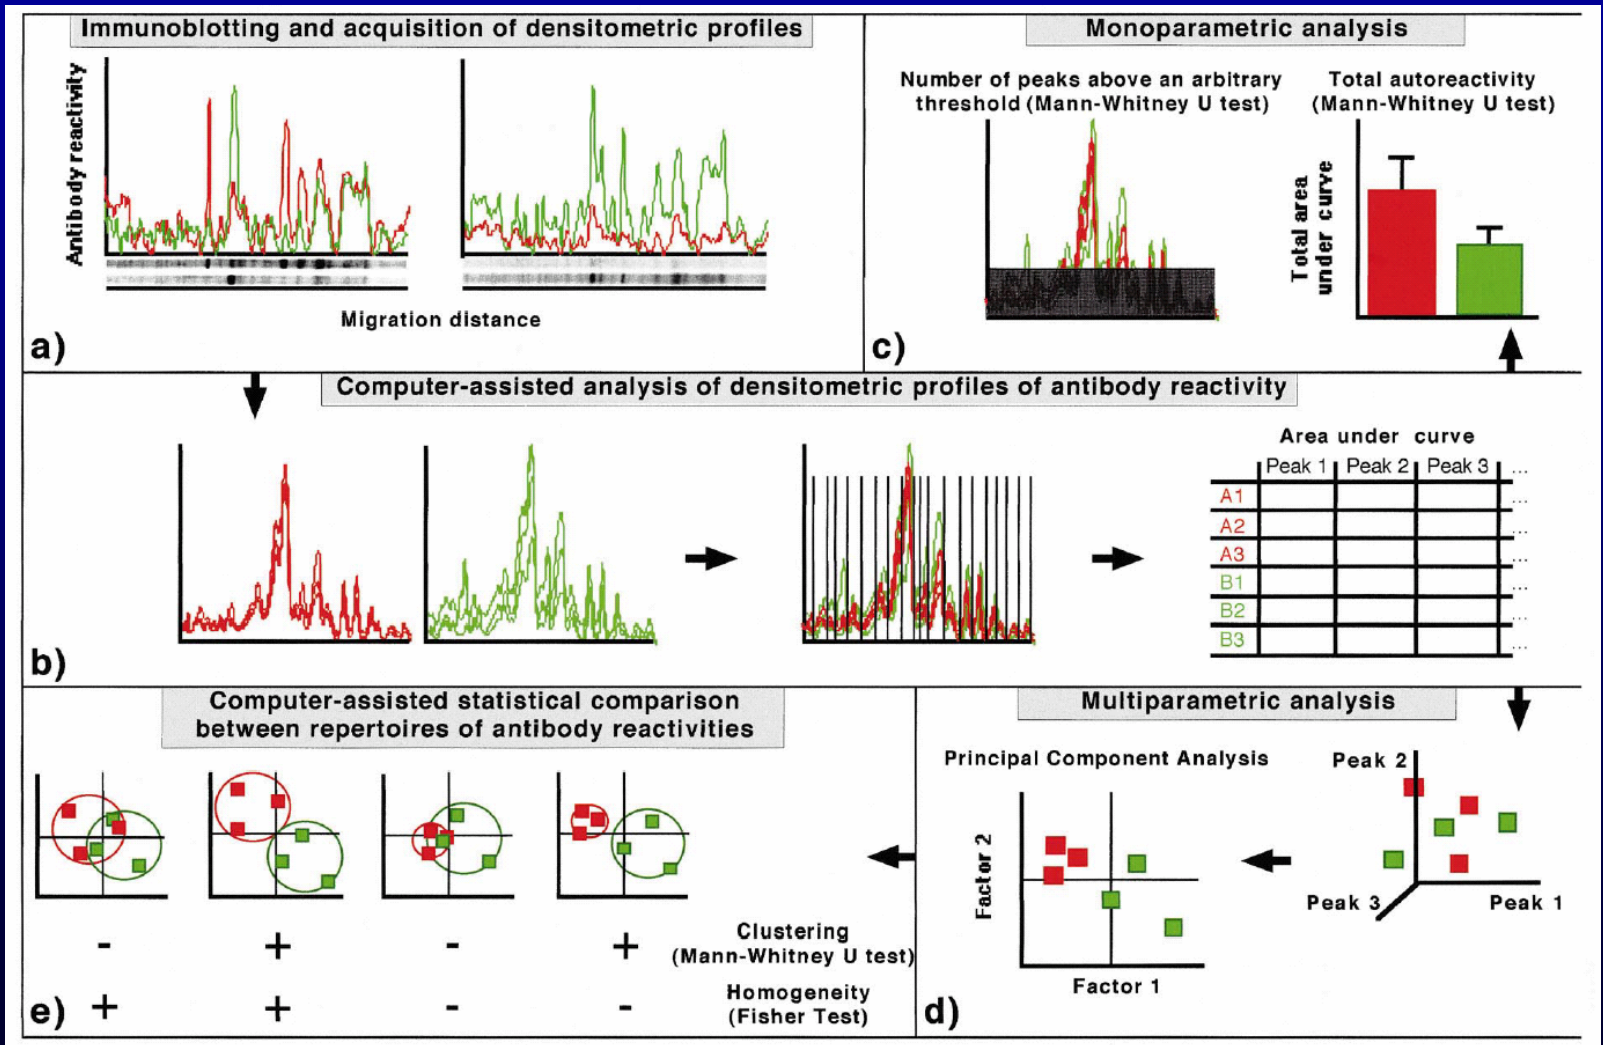 Immunoblotting and acquisition of densitometric profiles
Antibody reactivity
Migration distance
a)
Monoparametric analysis
Number of peaks above an arbitrary
threshold (Mann-Whitney U test)
Total autoreactivity
(Mann-Whitney U test)
Total area
under curve
c)
Computer-assisted analysis of densitometric profiles of antibody reactivity
Area under curve
Peak 1 Peak 2 Peak 3 ...
A1 ...
A2 ...
A3 ...
B1 ...
B2 ...
B3 ...
b)
Computer-assisted statistical comparison
between repertoires of antibody reactivities
- + - + Clustering
(Mann-Whitney U test)
+ + - - Homogeneity
(Fisher Test)
e)
Multiparametric analysis
Principal Component Analysis
Factor 2
Factor 1
Peak 2
Peak 3
Peak 1
d)